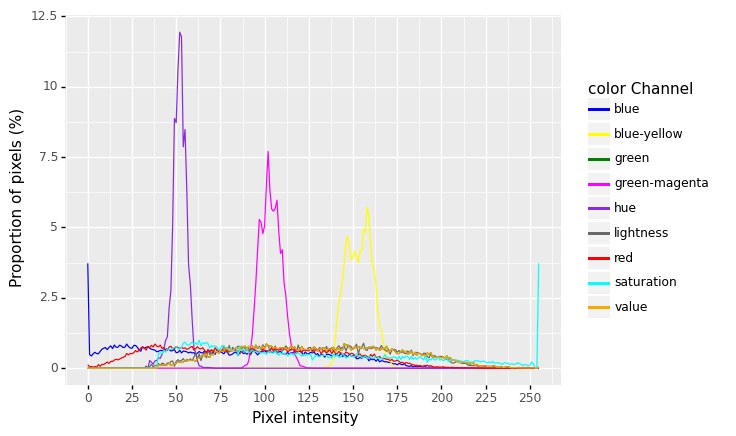 12.5
10
7.5
5
2.5
0
Proportion of pixels (%)
0 25 50 75 100 125 150 175 200 225 250
Pixel intensity
color Channel
blue
blue-yellow
green
green-magenta
hue
lightness
red
saturation
value